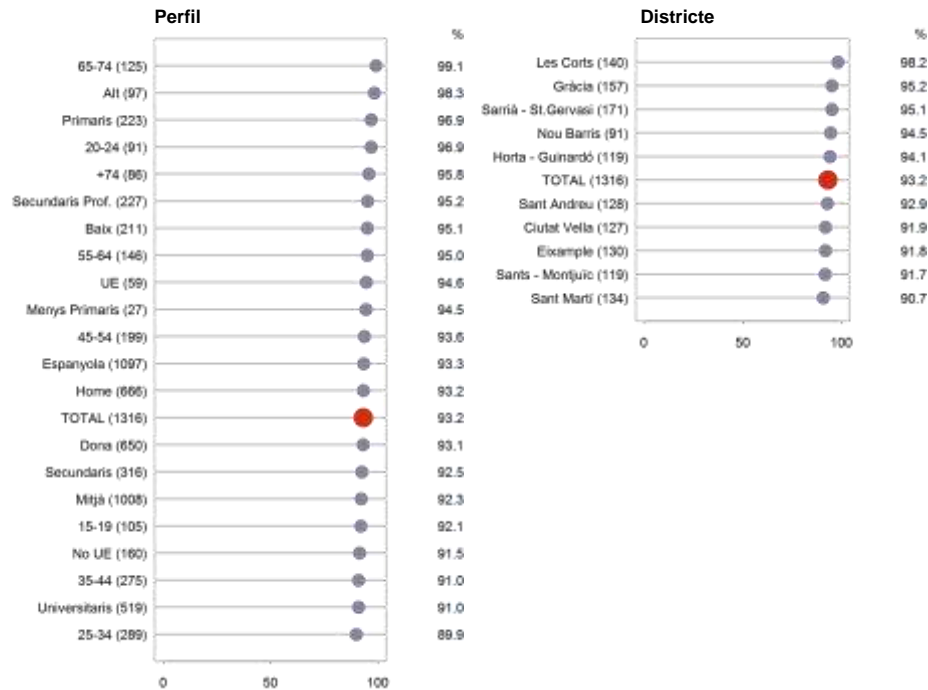 Perfil
%
65-74 (125) 99.1
Alt (97) 98.3
Primaris (223) 96.9
20-24 (91) 96.9
+74 (86) 95.8
Secundaris Prof. (227) 95.2
Baix (211) 95.1
55-64 (146) 95.0
UE (59) 94.6
Menys Primaris (27) 94.5
45-54 (199) 93.6
Espanyola (1097) 93.3
Home (666) 93.2
TOTAL (1316) 93.2
Dona (650) 93.1
Secundaris (316) 92.5
Mitjà (1008) 92.3
15-19 (105) 92.1
No UE (160) 91.5
35-44 (275) 91.0
Universitaris (519) 91.0
25-34 (289) 89.9
0 50 100
Districte
%
Les Corts (140) 98.2
Gràcia (157) 95.2
Sarrià - St.Gervasi (171) 95.1
Nou Barris (91) 94.5
Horta - Guinardó (119) 94.1
TOTAL (1316) 93.2
Sant Andreu (128) 92.9
Ciutat Vella (127) 91.9
Eixample (130) 91.8
Sants - Montjuïc (119) 91.7
Sant Martí (134) 90.7
0 50 100